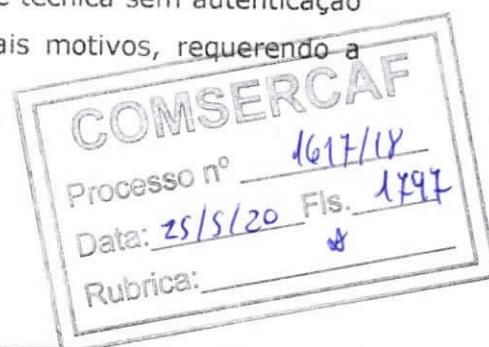 e técnica sem autenticação
ais motivos, requerendo a
COMSERCAF
Processo nº 1617/18
Data: 25/5/20 Fls. 1797
Rubrica: